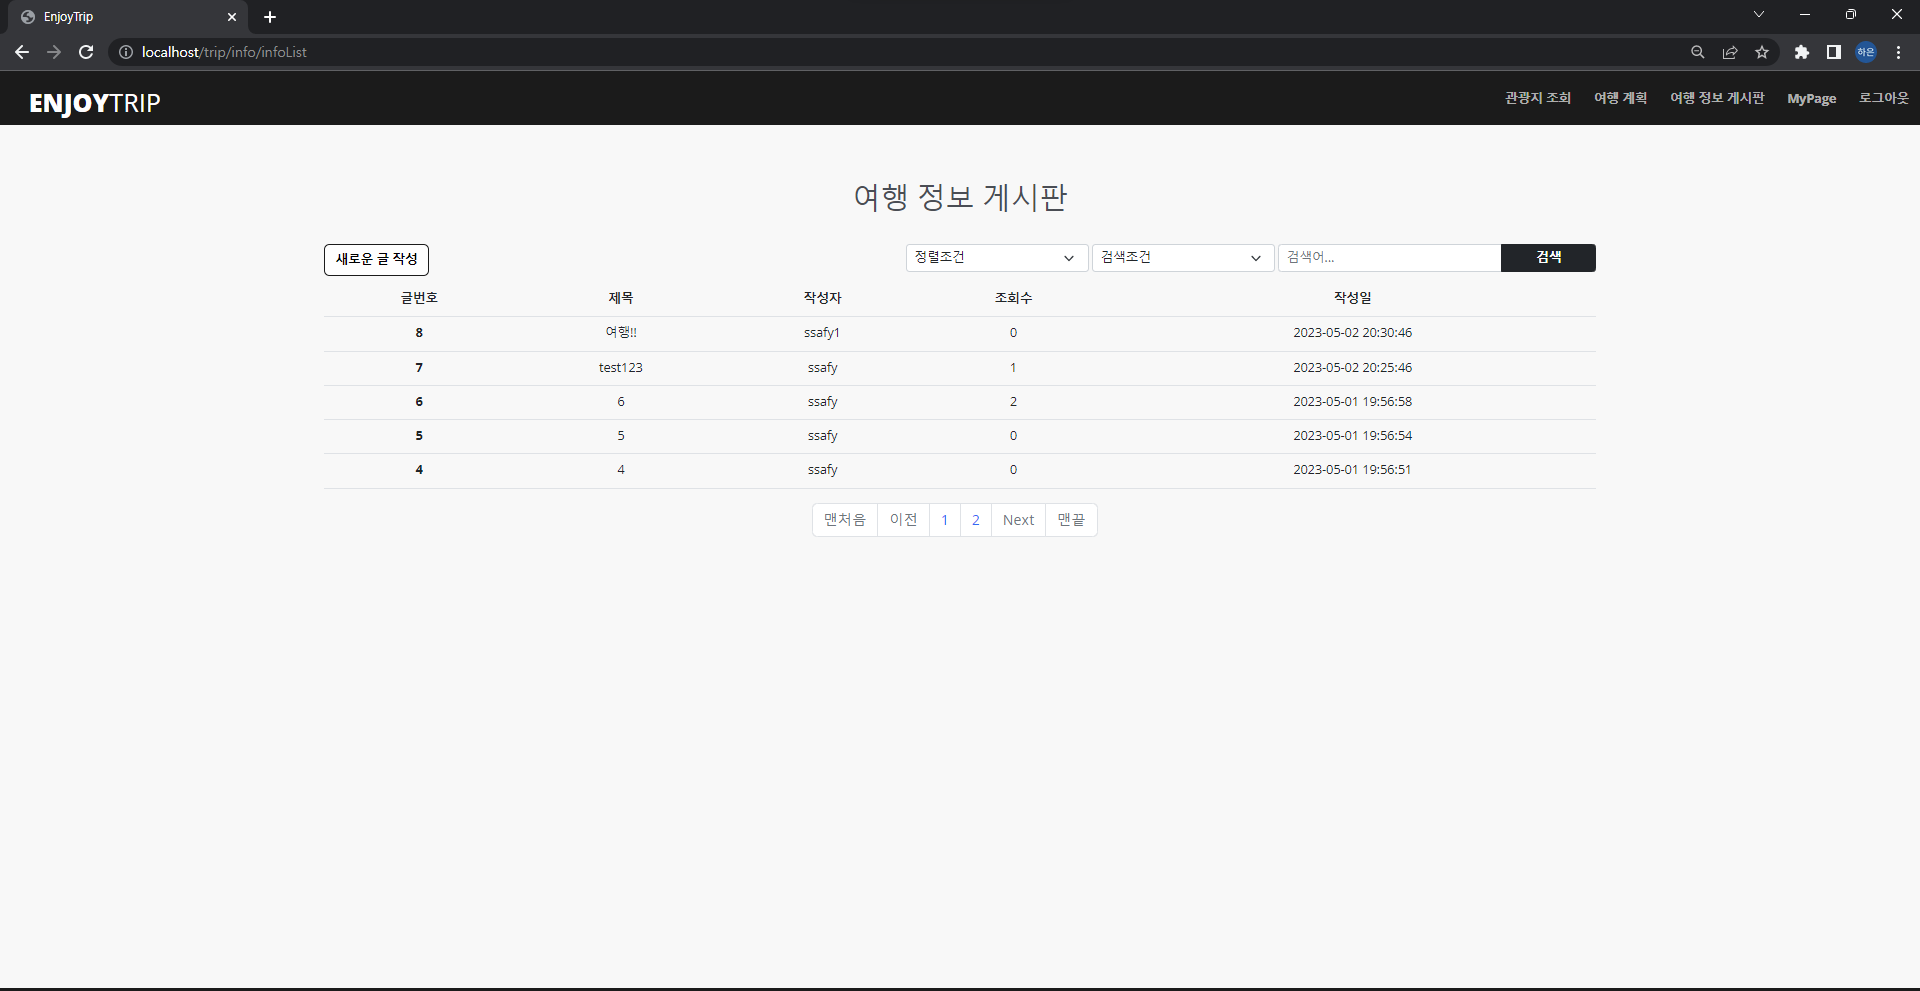 EnjoyTrip
localhost/trip/info/infoList
하은
ENJOYTRIP
관광지 조회 여행 계획 여행 정보 게시판 MyPage 로그아웃
여행 정보 게시판
새로운 글 작성 정렬조건 검색조건 검색어... 검색
글번호 제목 작성자 조회수 작성일
8 여행!! ssafy1 0 2023-05-02 20:30:46
7 test123 ssafy 1 2023-05-02 20:25:46
6 6 ssafy 2 2023-05-01 19:56:58
5 5 ssafy 0 2023-05-01 19:56:54
4 4 ssafy 0 2023-05-01 19:56:51
맨처음 이전 1 2 Next 맨끝